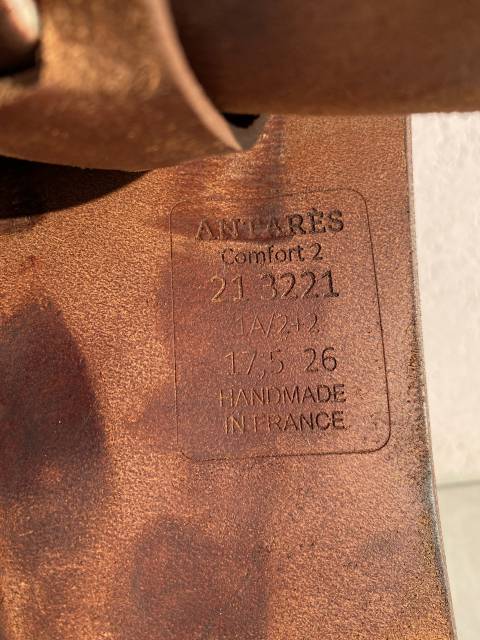 ANTARÈS
Comfort 2
21 3221
1A/2+2
17,5 26
HANDMADE
IN FRANCE